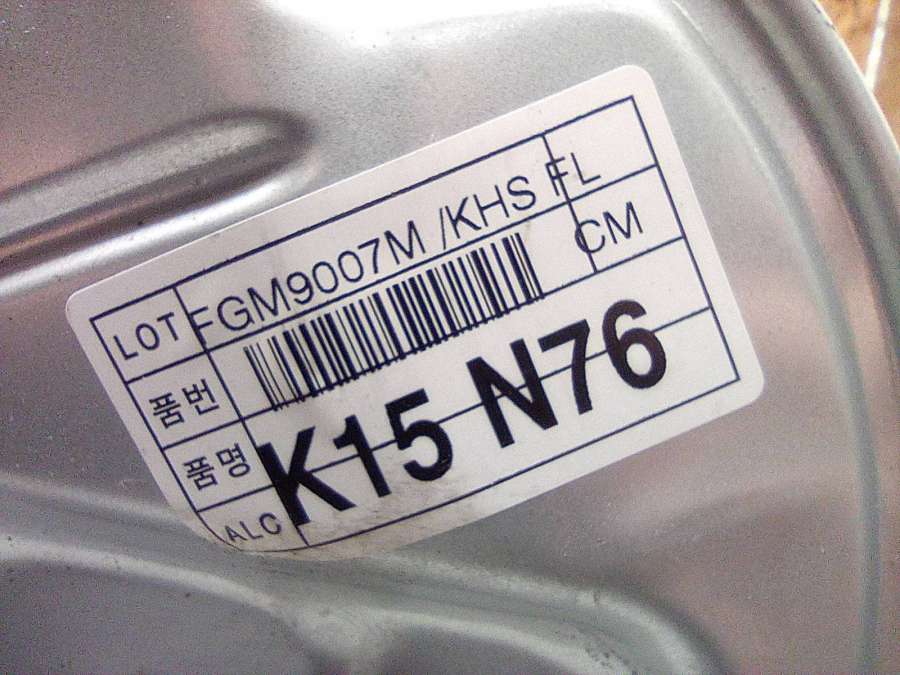 LOT FGM9007M /KHS FL
품번 CM
품명
ALC K15 N76